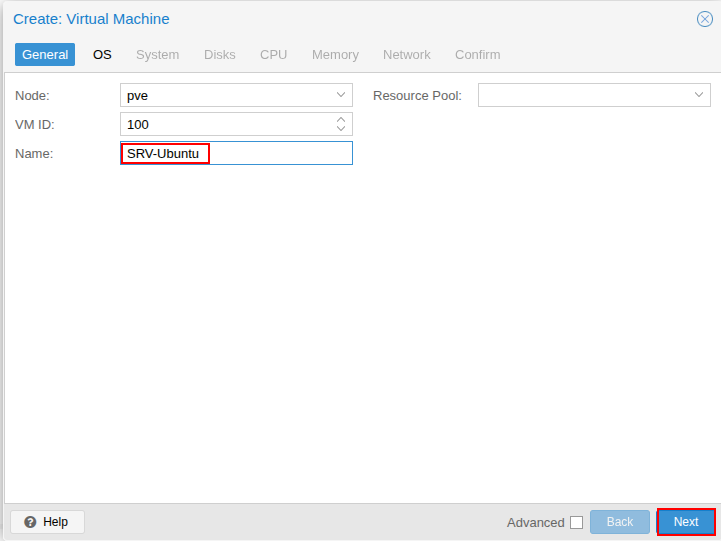 Create: Virtual Machine
General OS System Disks CPU Memory Network Confirm
Node: pve Resource Pool:
VM ID: 100
Name: SRV-Ubuntu
Help Advanced Back Next